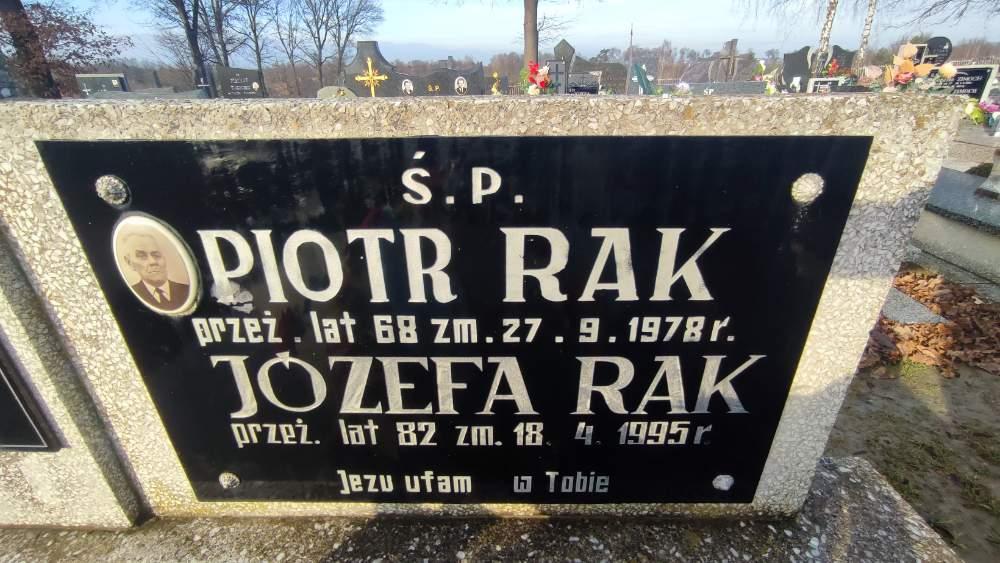 Ś.P.
PIOTR RAK
przeż. lat 68 zm. 27. 9. 1978 r.
JÓZEFA RAK
przeż. lat 82 zm. 18. 4. 1995 r.
Jezu ufam w Tobie
Ś.P.